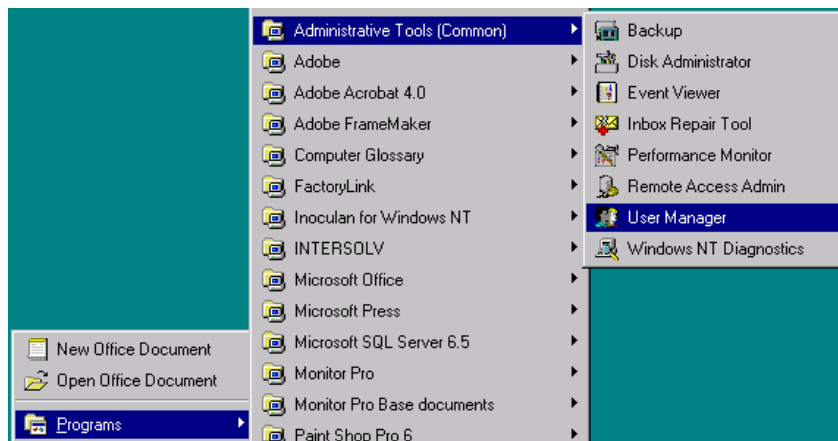 New Office Document
Open Office Document
Programs
Administrative Tools (Common)
Adobe
Adobe Acrobat 4.0
Adobe FrameMaker
Computer Glossary
FactoryLink
Inoculan for Windows NT
INTERSOLV
Microsoft Office
Microsoft Press
Microsoft SQL Server 6.5
Monitor Pro
Monitor Pro Base documents
Paint Shop Pro 6
Backup
Disk Administrator
Event Viewer
Inbox Repair Tool
Performance Monitor
Remote Access Admin
User Manager
Windows NT Diagnostics